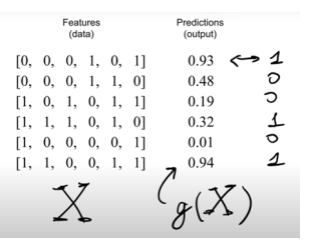 Features Predictions
(data) (output)
[0, 0, 0, 1, 0, 1] 0.93 ↔ 1
[0, 0, 0, 1, 1, 0] 0.48 0
[1, 0, 1, 0, 1, 1] 0.19 0
[1, 1, 1, 0, 1, 0] 0.32 1
[1, 0, 0, 0, 0, 1] 0.01 0
[1, 1, 0, 0, 1, 1] 0.94 1
X g(X)